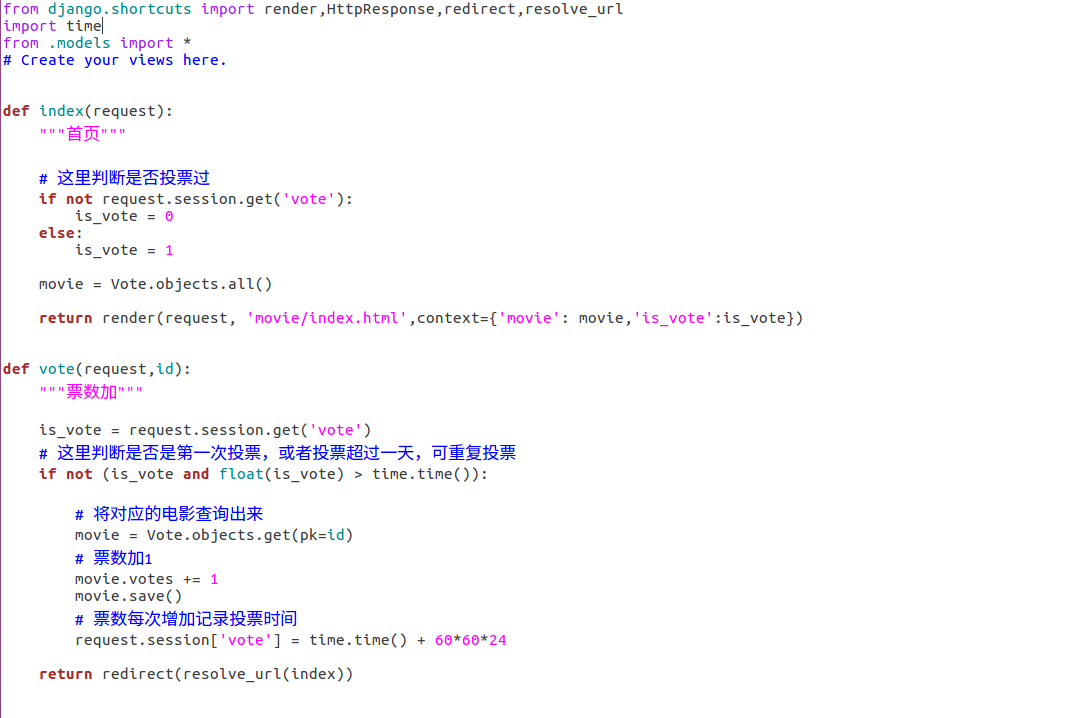 from django.shortcuts import render,HttpResponse,redirect,resolve_url
import time
from .models import *
# Create your views here.
def index(request):
    """首页"""
    # 这里判断是否投票过
    if not request.session.get('vote'):
        is_vote = 0
    else:
        is_vote = 1
    movie = Vote.objects.all()
    return render(request, 'movie/index.html',context={'movie': movie,'is_vote':is_vote})
def vote(request,id):
    """票数加"""
    is_vote = request.session.get('vote')
    # 这里判断是否是第一次投票，或者投票超过一天，可重复投票
    if not (is_vote and float(is_vote) > time.time()):
        # 将对应的电影查询出来
        movie = Vote.objects.get(pk=id)
        # 票数加1
        movie.votes += 1
        movie.save()
        # 票数每次增加记录投票时间
        request.session['vote'] = time.time() + 60*60*24
    return redirect(resolve_url(index))